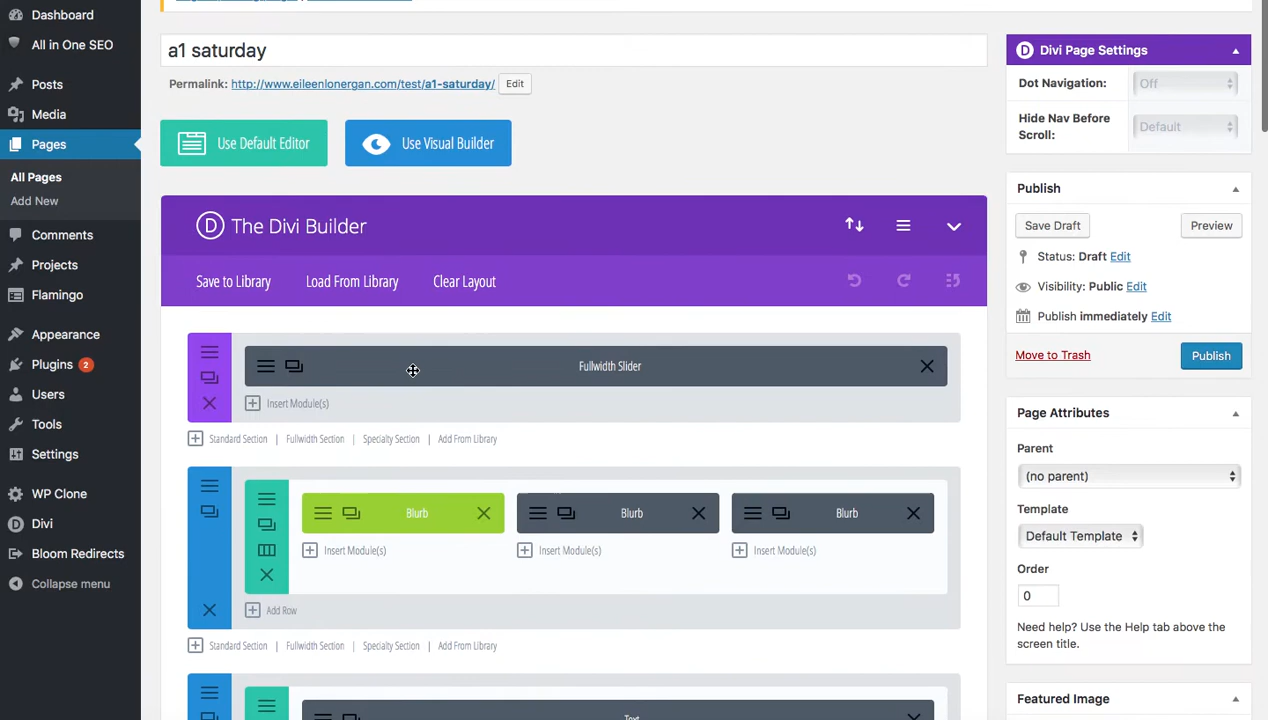 Dashboard
All in One SEO
Posts
Media
Pages
All Pages
Add New
Comments
Projects
Flamingo
Appearance
Plugins 2
Users
Tools
Settings
WP Clone
Divi
Bloom Redirects
Collapse menu
a1 saturday
Permalink: http://www.eileenlonergan.com/test/a1-saturday/ Edit
Use Default Editor
Use Visual Builder
D The Divi Builder
Save to Library Load From Library Clear Layout
Fullwidth Slider
Insert Module(s)
Standard Section | Fullwidth Section | Specialty Section | Add From Library
Blurb Blurb Blurb
Insert Module(s) Insert Module(s) Insert Module(s)
Add Row
Standard Section | Fullwidth Section | Specialty Section | Add From Library
Text
D Divi Page Settings
Dot Navigation: Off
Hide Nav Before Scroll: Default
Publish
Save Draft Preview
Status: Draft Edit
Visibility: Public Edit
Publish immediately Edit
Move to Trash Publish
Page Attributes
Parent
(no parent)
Template
Default Template
Order
0
Need help? Use the Help tab above the
screen title.
Featured Image